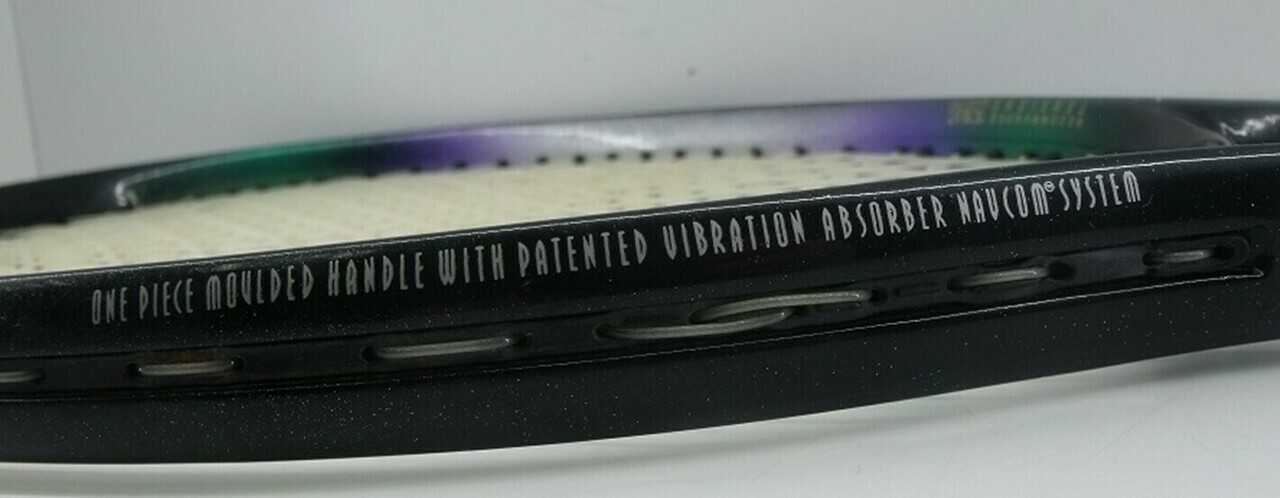 ONE PIECE MOULDED HANDLE WITH PATENTED VIBRATION ABSORBER NAVCOM® SYSTEM